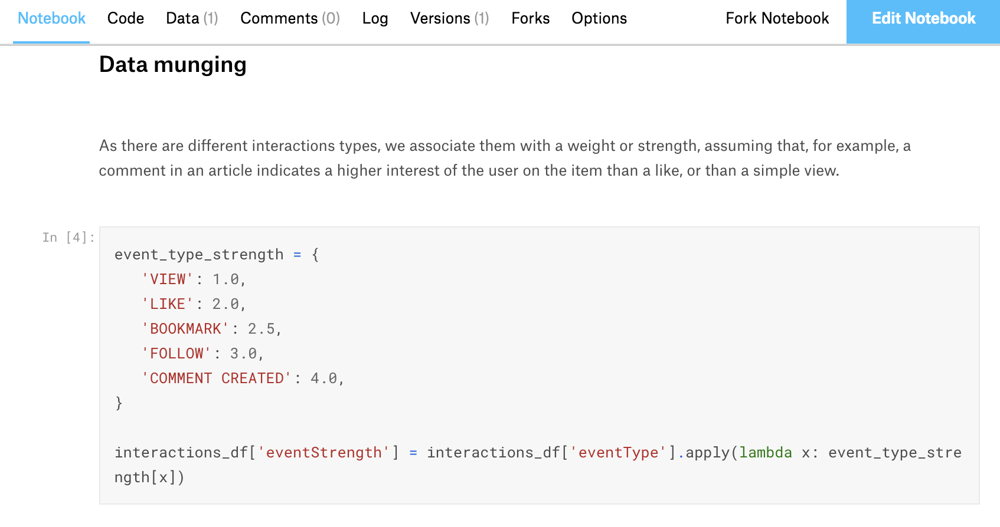 Notebook Code Data (1) Comments (0) Log Versions (1) Forks Options Fork Notebook Edit Notebook
Data munging
As there are different interactions types, we associate them with a weight or strength, assuming that, for example, a
comment in an article indicates a higher interest of the user on the item than a like, or than a simple view.
In [4]:
event_type_strength = {
   'VIEW': 1.0,
   'LIKE': 2.0,
   'BOOKMARK': 2.5,
   'FOLLOW': 3.0,
   'COMMENT CREATED': 4.0,
}
interactions_df['eventStrength'] = interactions_df['eventType'].apply(lambda x: event_type_stre
ngth[x])